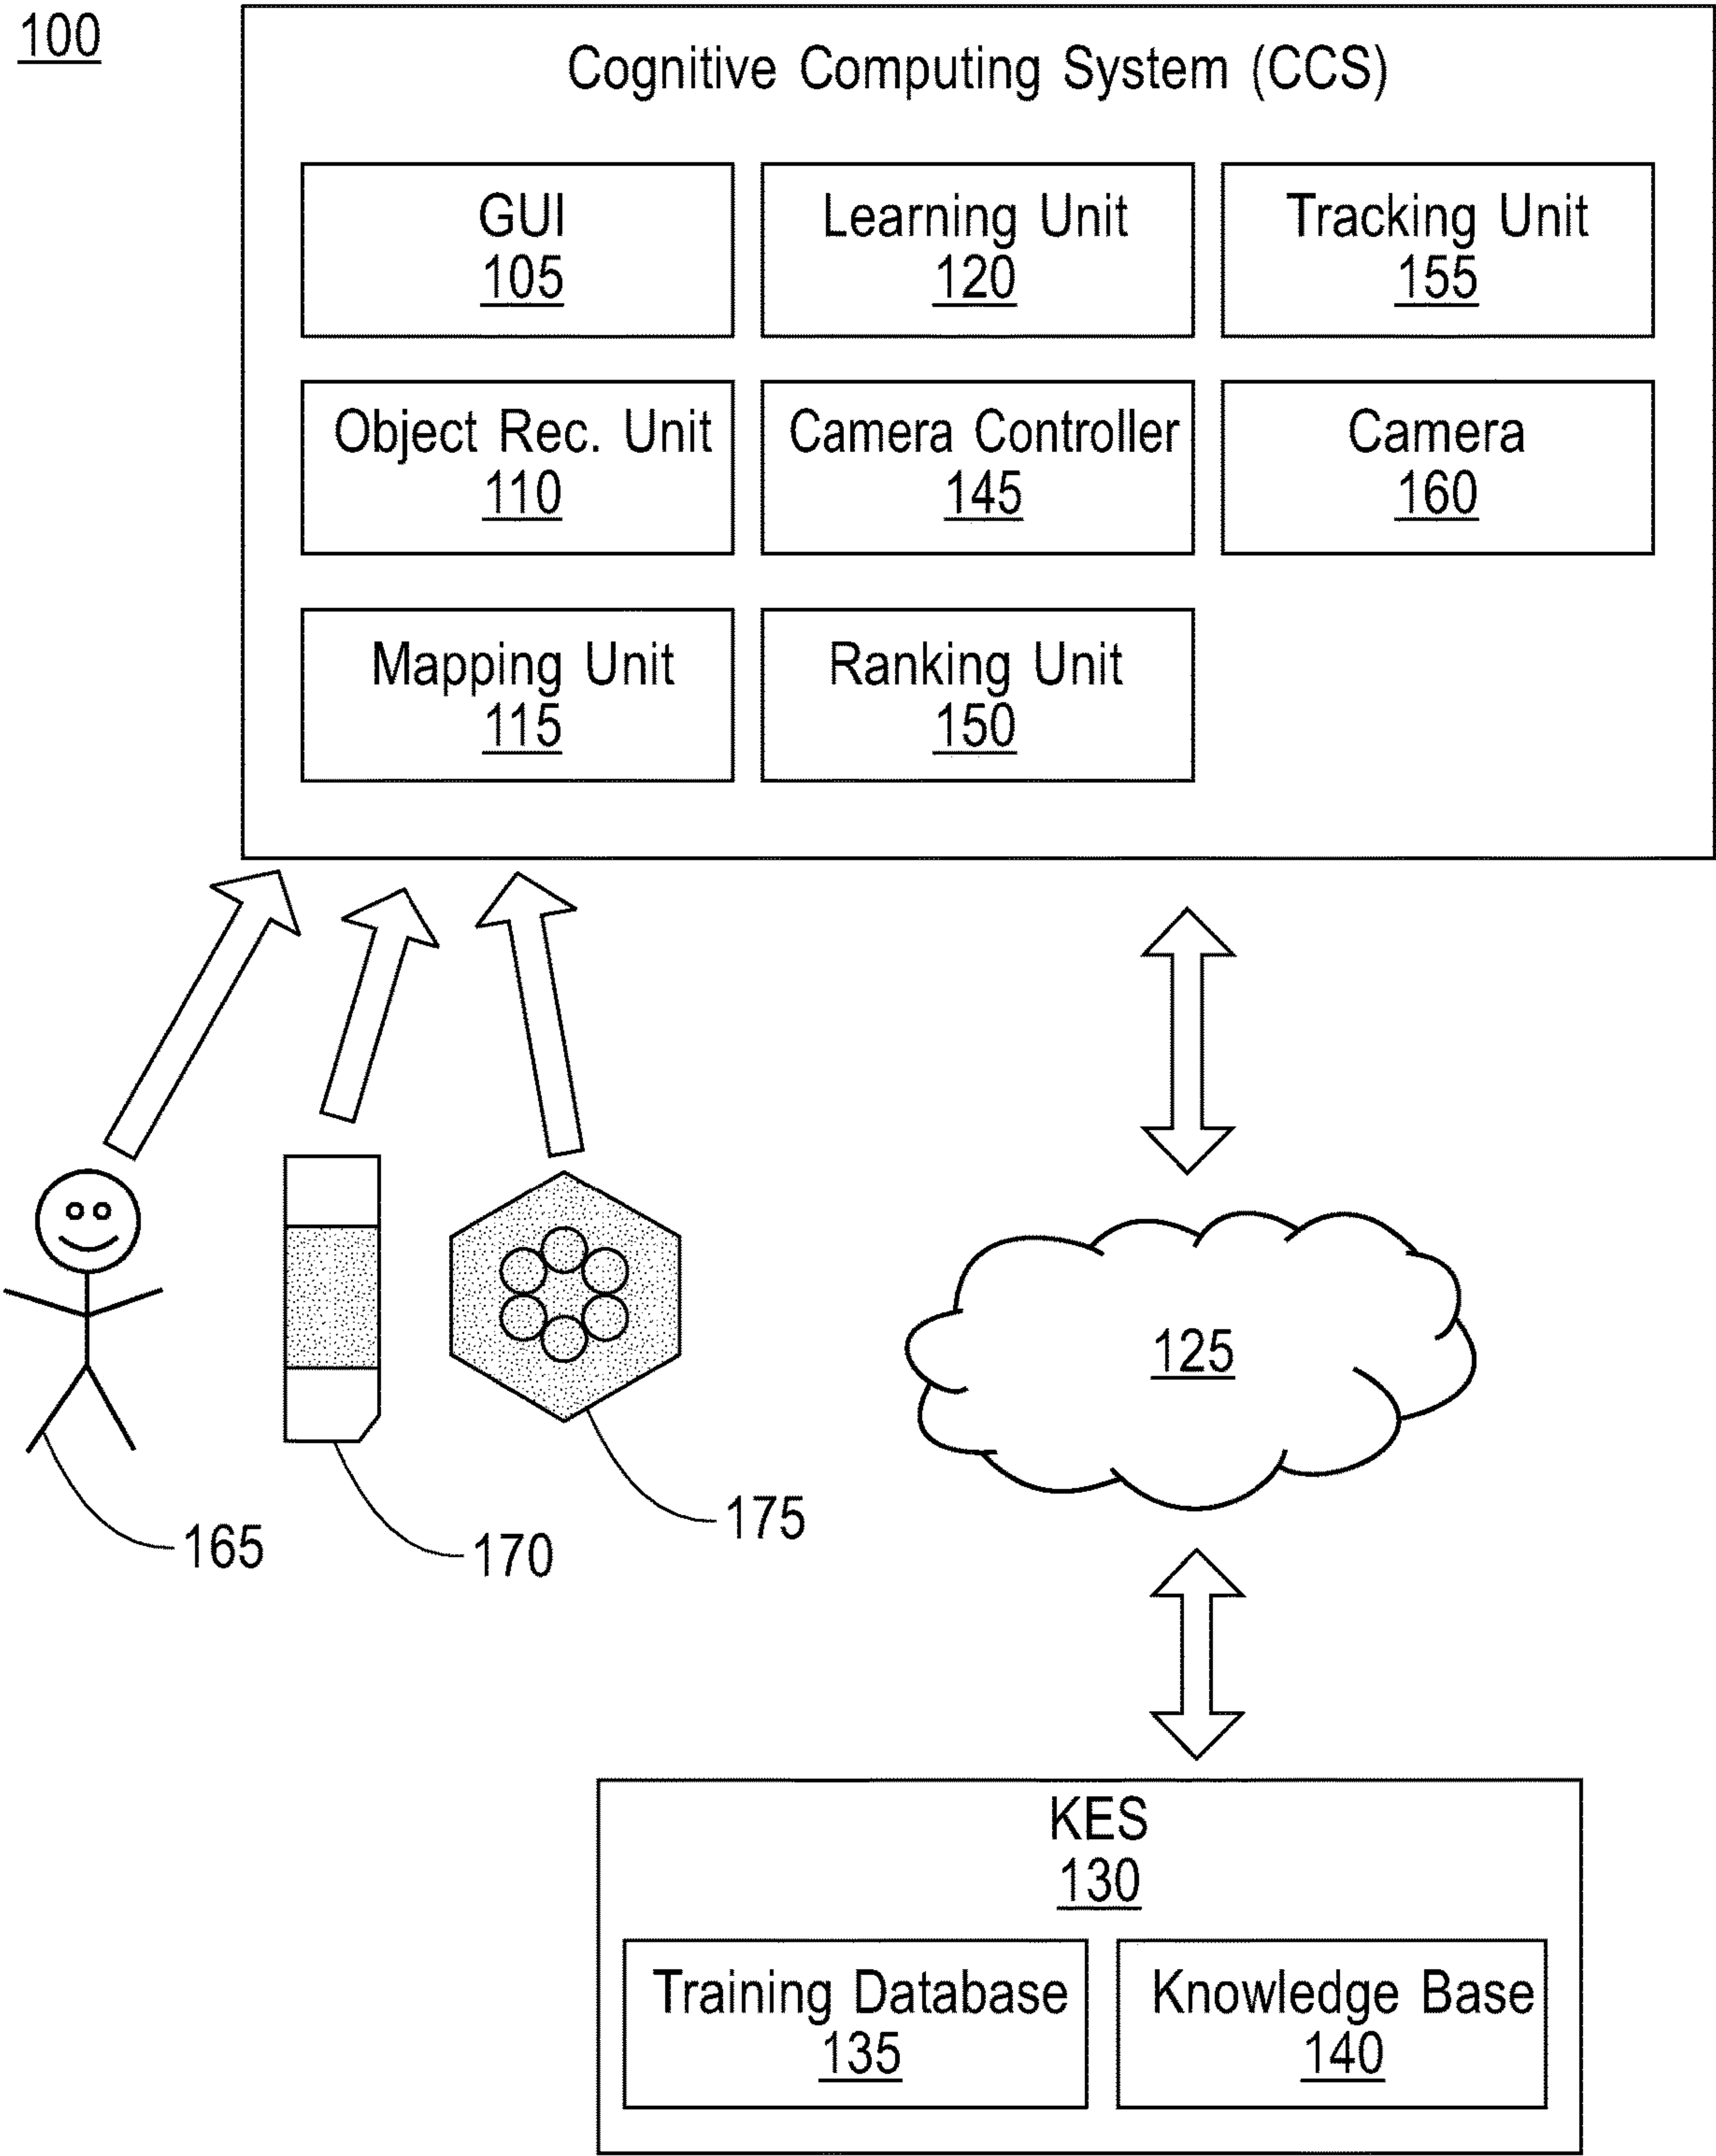 100
Cognitive Computing System (CCS)
GUI
105
Learning Unit
120
Tracking Unit
155
Object Rec. Unit
110
Camera Controller
145
Camera
160
Mapping Unit
115
Ranking Unit
150
125
165
170
175
KES
130
Training Database
135
Knowledge Base
140